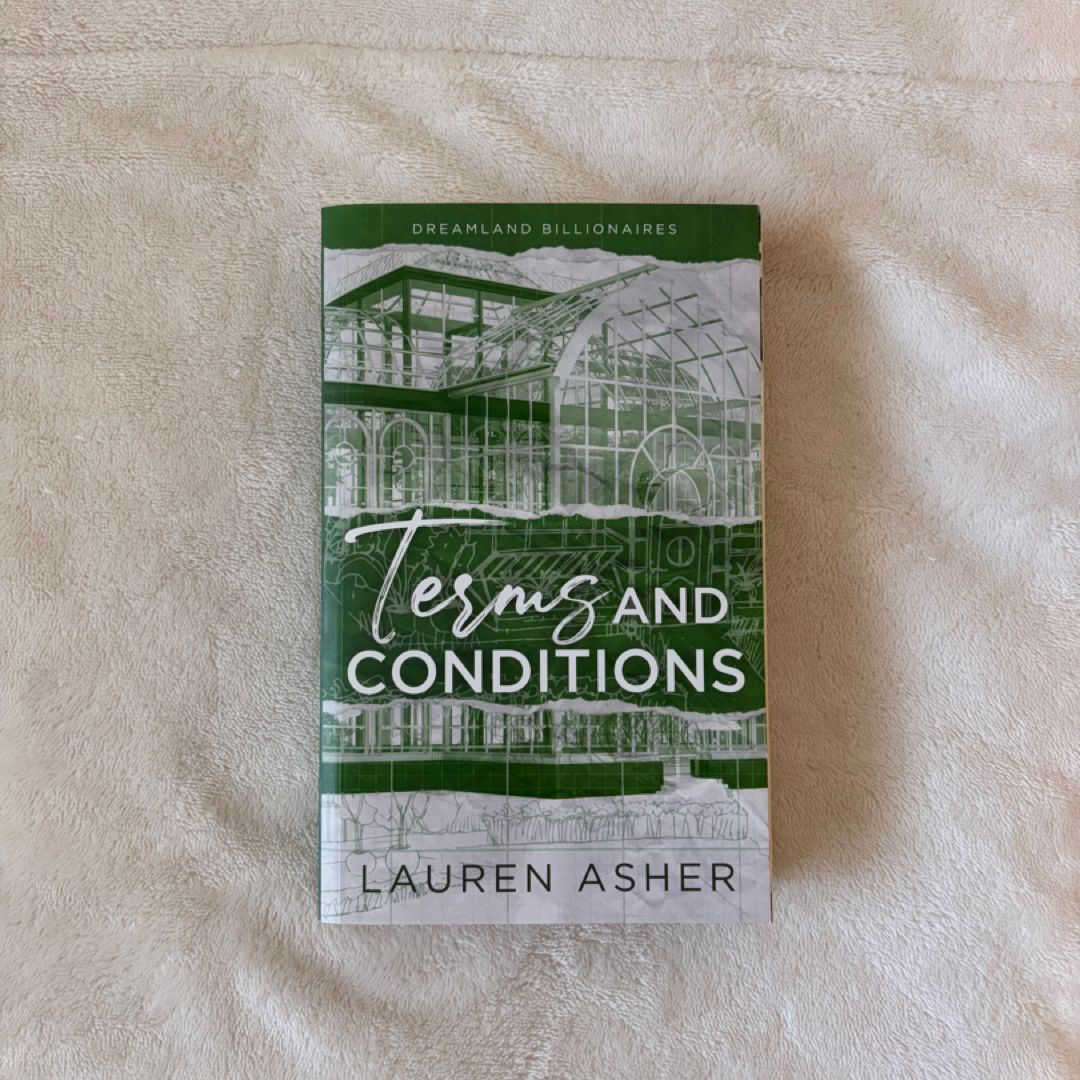 DREAMLAND BILLIONAIRES
Terms AND
CONDITIONS
LAUREN ASHER